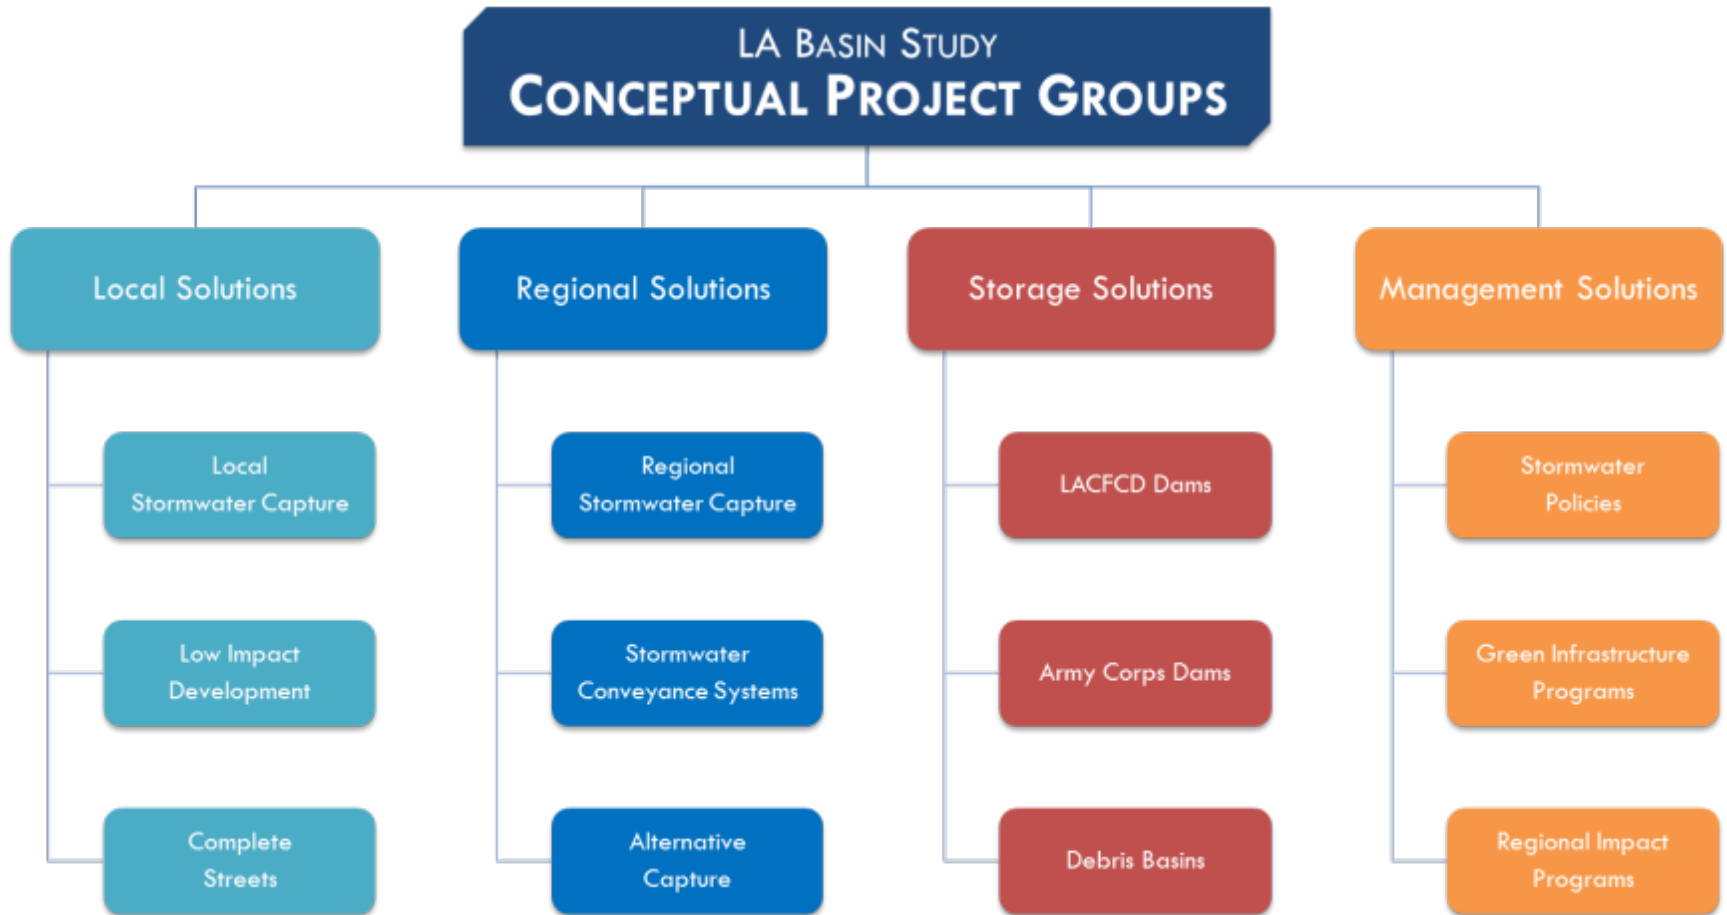 LA BASIN STUDY
CONCEPTUAL PROJECT GROUPS
Local Solutions
Regional Solutions
Storage Solutions
Management Solutions
Local
Stormwater Capture
Regional
Stormwater Capture
LACFCD Dams
Stormwater
Policies
Low Impact
Development
Stormwater
Conveyance Systems
Army Corps Dams
Green Infrastructure
Programs
Complete
Streets
Alternative
Capture
Debris Basins
Regional Impact
Programs